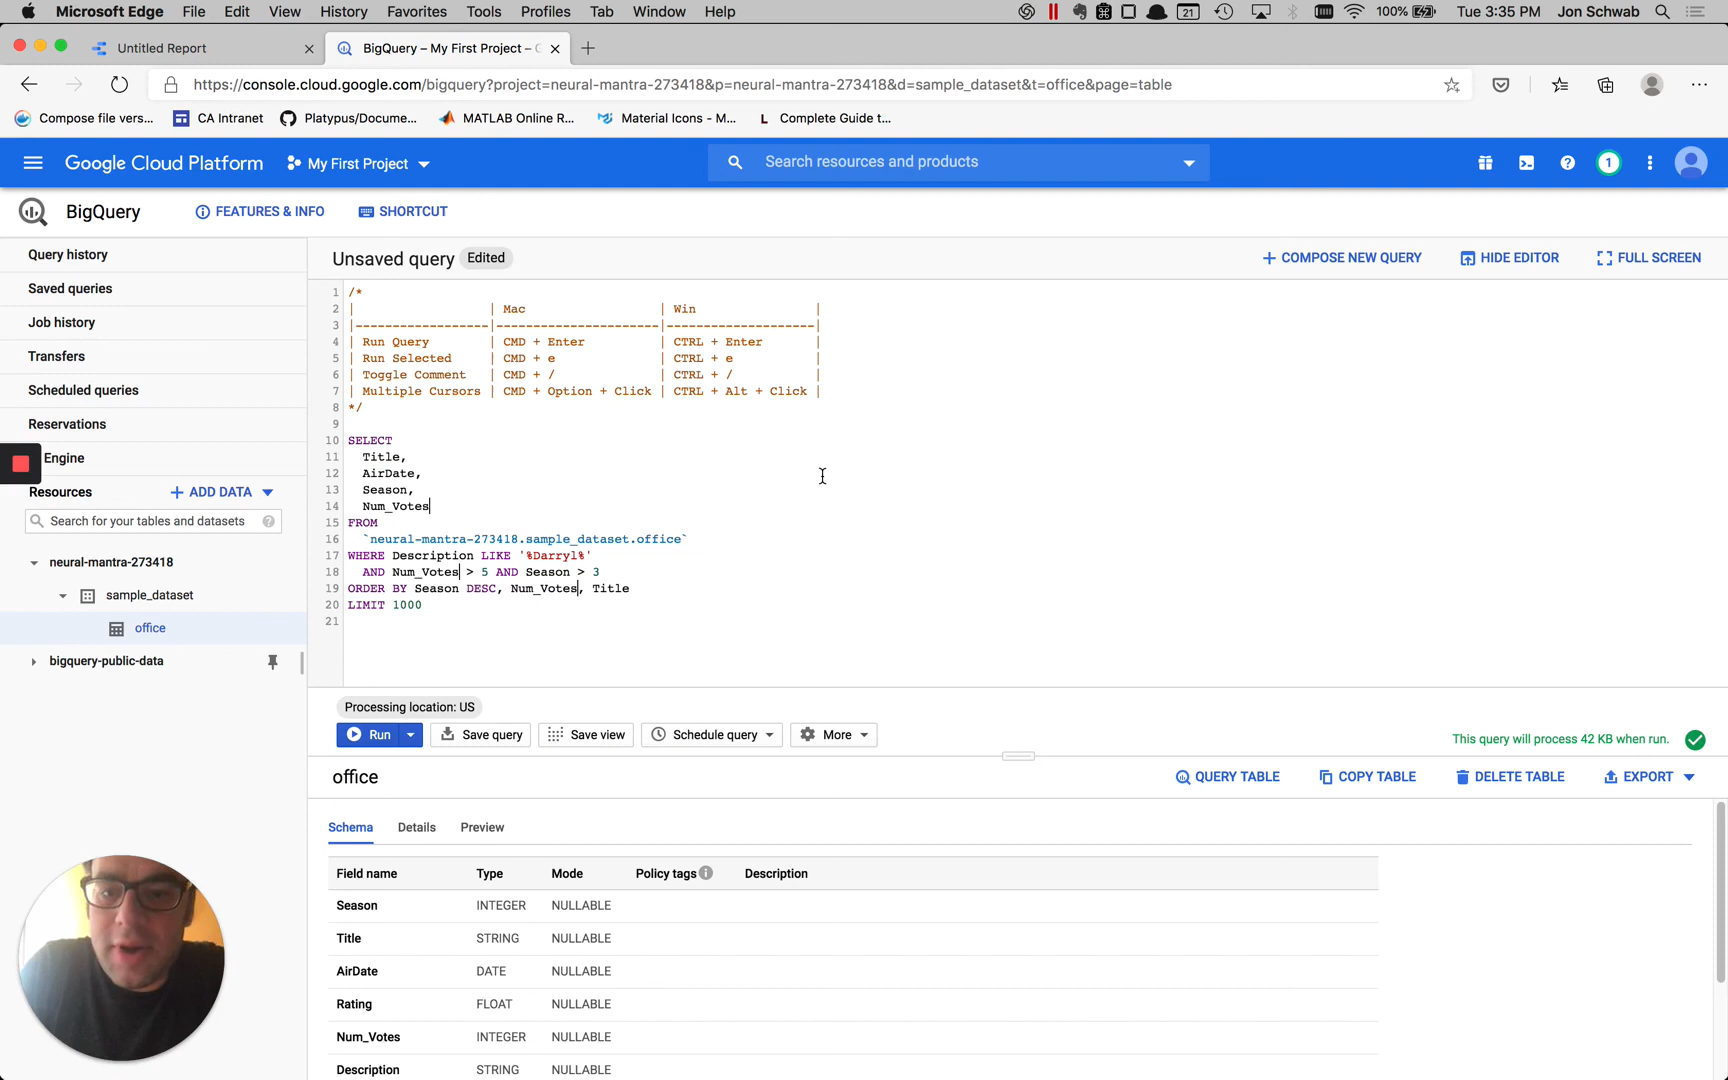 Microsoft Edge File Edit View History Favorites Tools Profiles Tab Window Help 21 100% Tue 3:35 PM Jon Schwab
Untitled Report BigQuery – My First Project –
https://console.cloud.google.com/bigquery?project=neural-mantra-273418&p=neural-mantra-273418&d=sample_dataset&t=office&page=table
Compose file vers... CA Intranet Platypus/Docume... MATLAB Online R... Material Icons - M... L Complete Guide t...
Google Cloud Platform My First Project Search resources and products 1
BigQuery FEATURES & INFO SHORTCUT
Query history
Saved queries
Job history
Transfers
Scheduled queries
Reservations
Engine
Resources + ADD DATA
Search for your tables and datasets
neural-mantra-273418
sample_dataset
office
bigquery-public-data
Unsaved query Edited + COMPOSE NEW QUERY HIDE EDITOR FULL SCREEN
1 /*
2 | | Mac | Win |
3 |------------------|----------------------|--------------------|
4 | Run Query | CMD + Enter | CTRL + Enter |
5 | Run Selected | CMD + e | CTRL + e |
6 | Toggle Comment | CMD + / | CTRL + / |
7 | Multiple Cursors | CMD + Option + Click | CTRL + Alt + Click |
8 */
9
10 SELECT
11 Title,
12 AirDate,
13 Season,
14 Num_Votes
15 FROM
16 `neural-mantra-273418.sample_dataset.office`
17 WHERE Description LIKE '%Darryl%'
18 AND Num_Votes > 5 AND Season > 3
19 ORDER BY Season DESC, Num_Votes, Title
20 LIMIT 1000
21
Processing location: US
Run Save query Save view Schedule query More This query will process 42 KB when run.
office QUERY TABLE COPY TABLE DELETE TABLE EXPORT
Schema Details Preview
Field name Type Mode Policy tags Description
Season INTEGER NULLABLE
Title STRING NULLABLE
AirDate DATE NULLABLE
Rating FLOAT NULLABLE
Num_Votes INTEGER NULLABLE
Description STRING NULLABLE